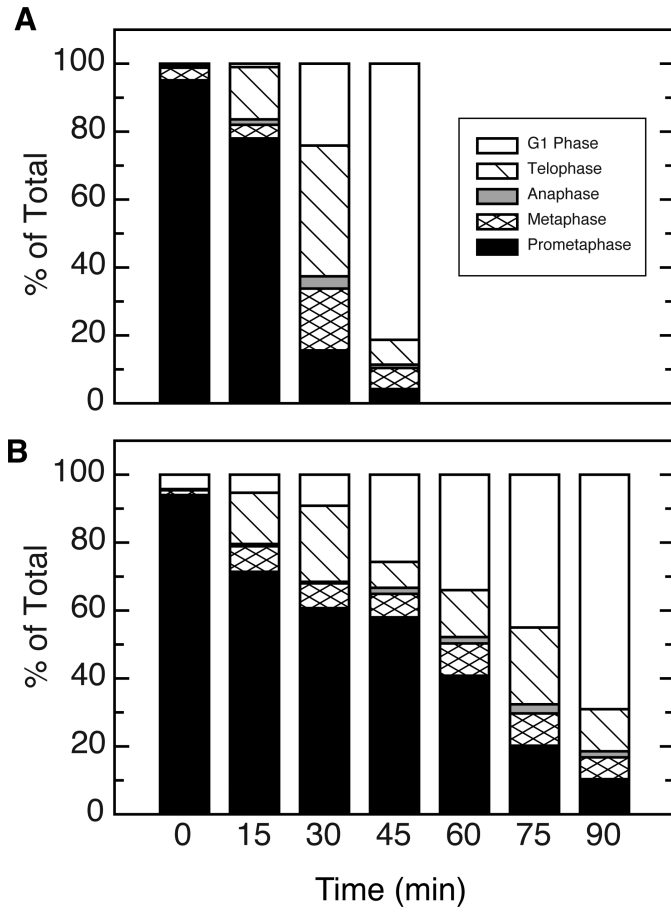 A
100
80
60
40
20
0
% of Total
G1 Phase
Telophase
Anaphase
Metaphase
Prometaphase
B
100
80
60
40
20
0
% of Total
0 15 30 45 60 75 90
Time (min)